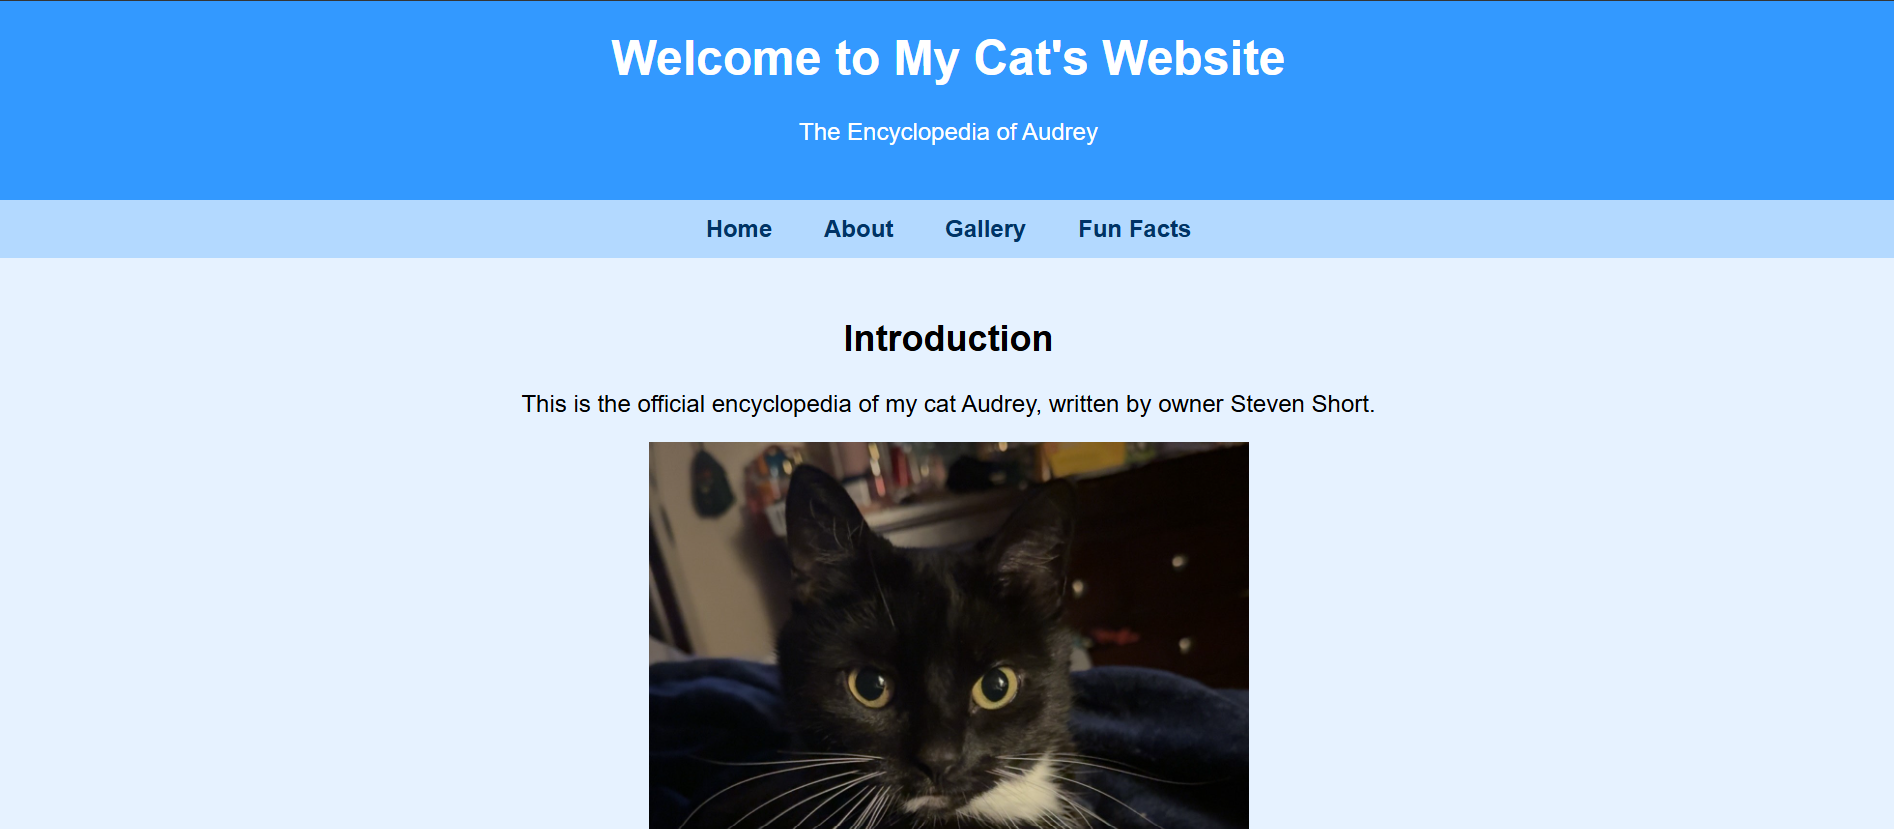 Welcome to My Cat's Website
The Encyclopedia of Audrey
Home About Gallery Fun Facts
Introduction
This is the official encyclopedia of my cat Audrey, written by owner Steven Short.